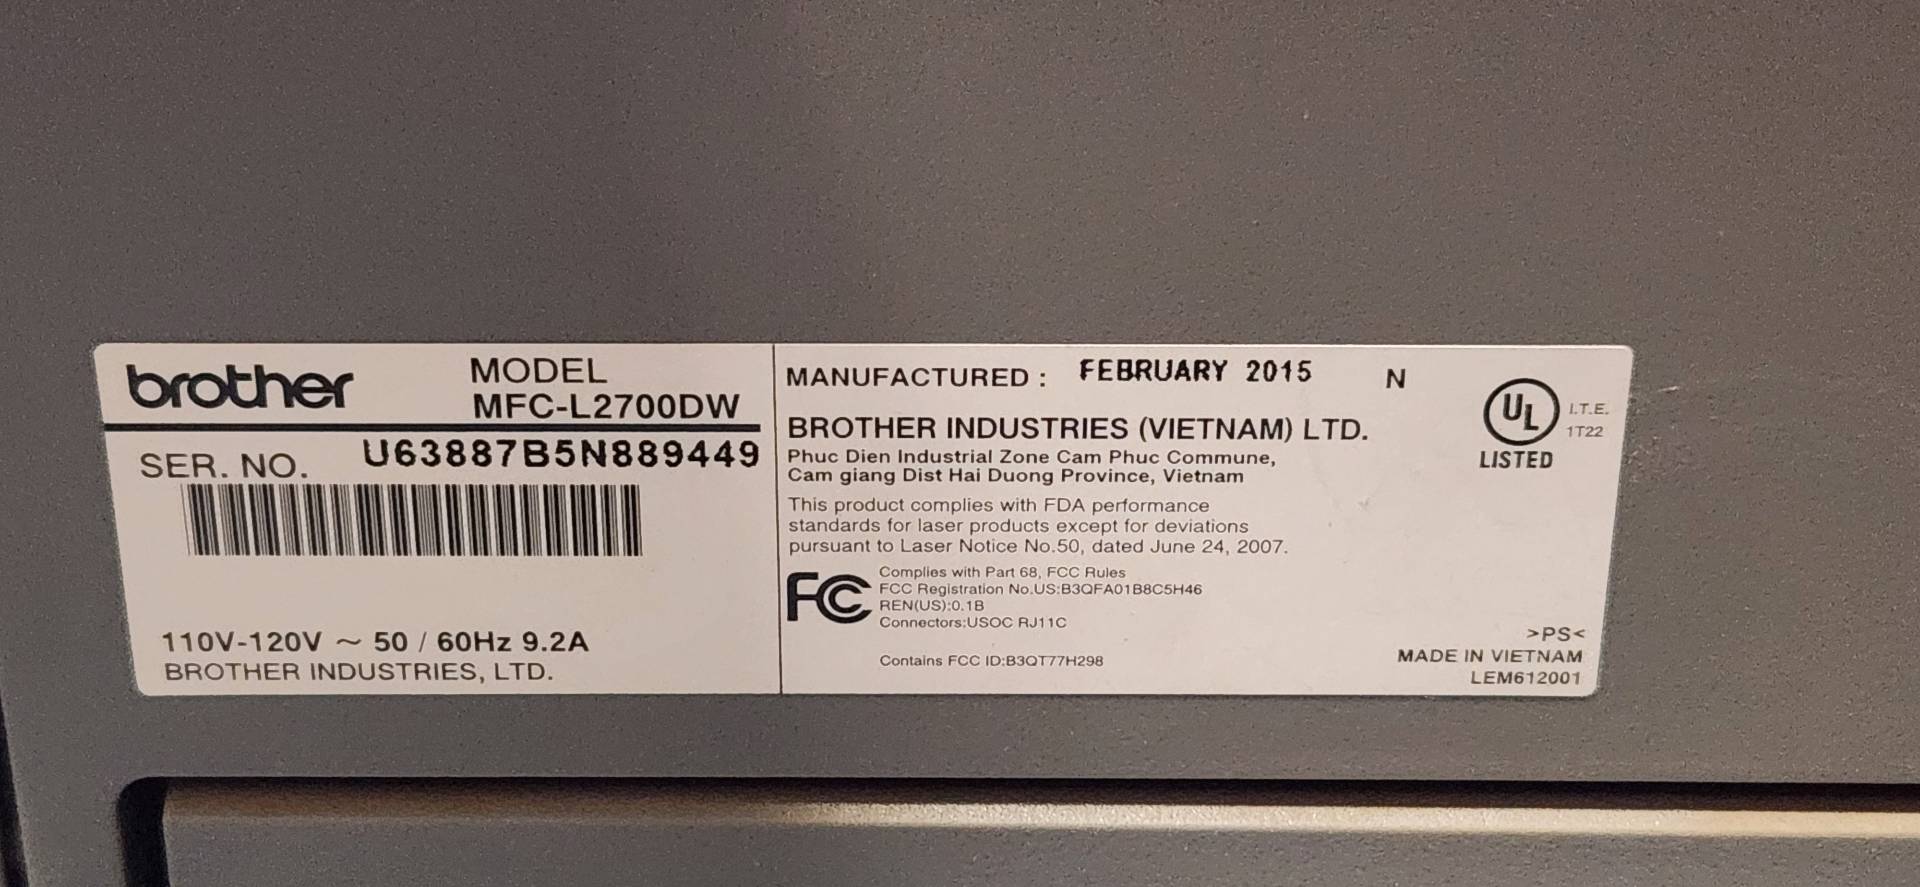 brother
MODEL
MFC-L2700DW
SER. NO. U63887B5N889449
110V-120V ~ 50 / 60Hz 9.2A
BROTHER INDUSTRIES, LTD.
MANUFACTURED : FEBRUARY 2015 N
BROTHER INDUSTRIES (VIETNAM) LTD.
Phuc Dien Industrial Zone Cam Phuc Commune,
Cam giang Dist Hai Duong Province, Vietnam
This product complies with FDA performance
standards for laser products except for deviations
pursuant to Laser Notice No.50, dated June 24, 2007.
FC
Complies with Part 68, FCC Rules
FCC Registration No.US:B3QFA01B8C5H46
REN(US):0.1B
Connectors:USOC RJ11C
Contains FCC ID:B3QT77H298
UL
LISTED
I.T.E.
1T22
>PS<
MADE IN VIETNAM
LEM612001